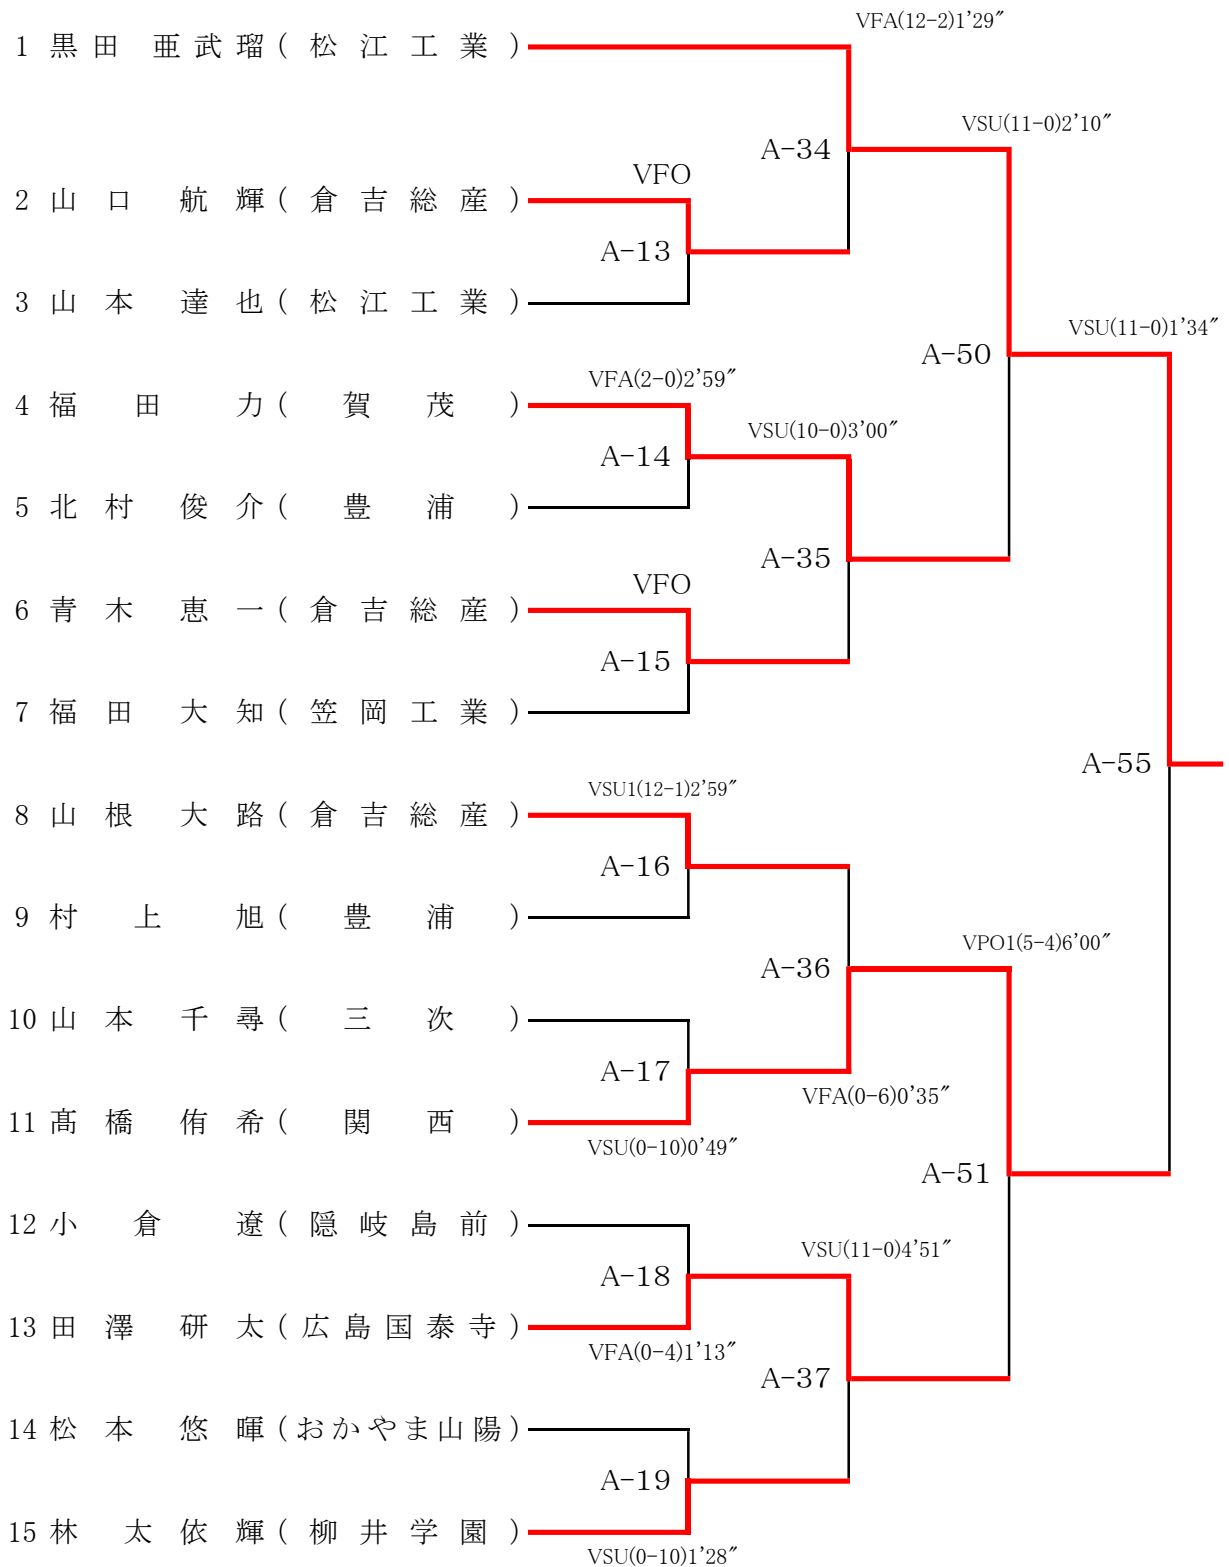 VFA(12-2)1’29″
1 黒田 亜武瑠(松江工業)
VSU(11-0)2’10″
A-34
VFO
2 山口 航輝(倉吉総産)
A-13
3 山本 達也(松江工業)
VSU(11-0)1’34″
A-50
VFA(2-0)2’59″
4 福田 力(賀茂)
VSU(10-0)3’00″
A-14
5 北村 俊介(豊浦)
A-35
VFO
6 青木 恵一(倉吉総産)
A-15
7 福田 大知(笠岡工業)
A-55
VSU1(12-1)2’59″
8 山根 大路(倉吉総産)
A-16
9 村上 旭(豊浦)
VPO1(5-4)6’00″
A-36
10 山本 千尋(三次)
A-17
VFA(0-6)0’35″
11 髙橋 侑希(関西)
VSU(0-10)0’49″
A-51
12 小倉 遼(隠岐島前)
VSU(11-0)4’51″
A-18
13 田澤 研太(広島国泰寺)
VFA(0-4)1’13″
A-37
14 松本 悠暉(おかやま山陽)
A-19
15 林 太依輝(柳井学園)
VSU(0-10)1’28″